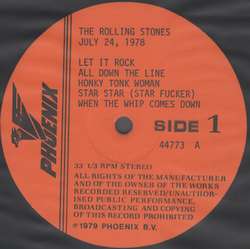 THE ROLLING STONES
JULY 24, 1978
LET IT ROCK
ALL DOWN THE LINE
HONKY TONK WOMAN
STAR STAR (STAR FUCKER)
WHEN THE WHIP COMES DOWN
PHOENIX
SIDE 1
44773 A
33 1/3 RPM STEREO
ALL RIGHTS OF THE MANUFACTURER
AND OF THE OWNER OF THE WORKS
RECORDED RESERVED/UNAUTHOR-
ISED PUBLIC PERFORMANCE,
BROADCASTING AND COPYING
OF THIS RECORD PROHIBITED
℗1979 PHOENIX B.V.